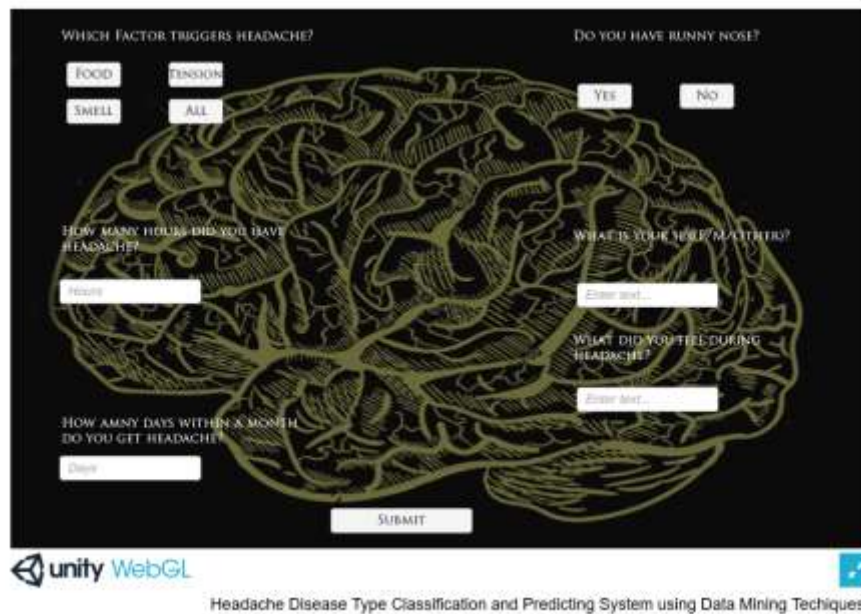 Which Factor triggers headache?
Food
Tension
Smell
All
Do you have runny nose?
Yes
No
How many hours did you have
headache?
Hours
How amny days within a month
do you get headache?
Days
What is your
What did you feel during
headache?
Enter text...
Enter text...
Submit
unity WebGL
Headache Disease Type Classification and Predicting System using Data Mining Techiques